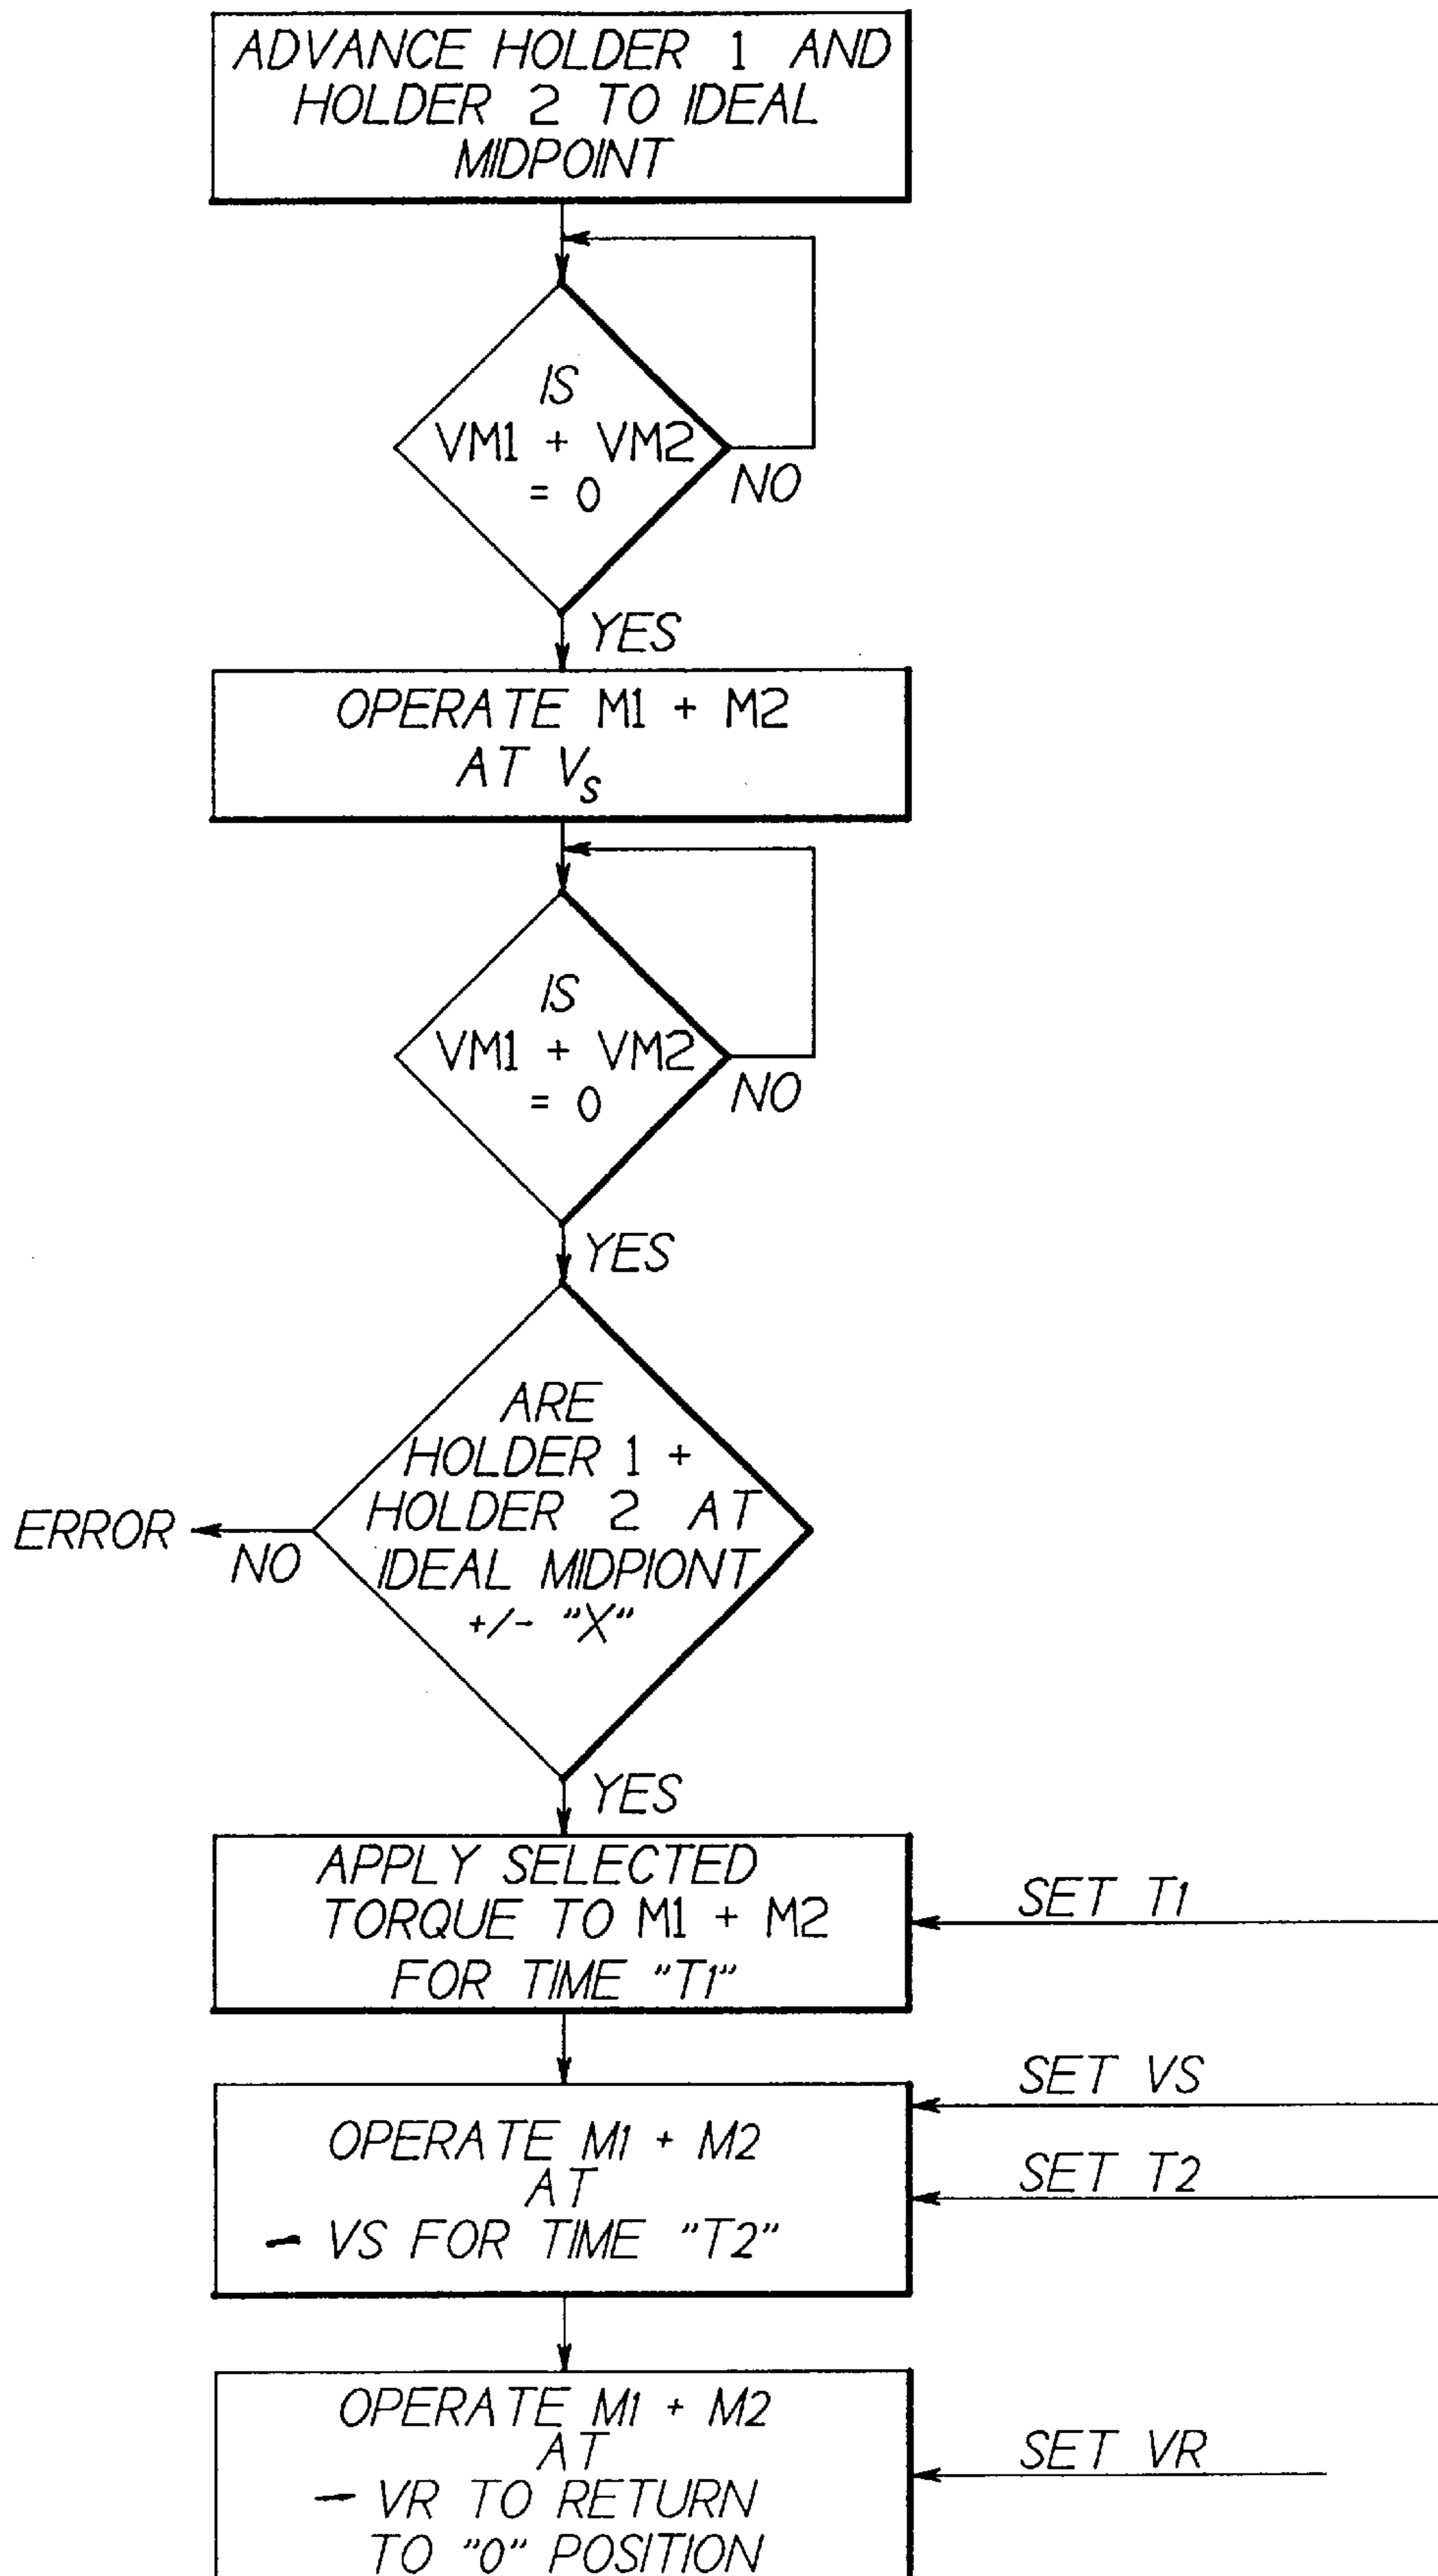 ADVANCE HOLDER 1 AND
HOLDER 2 TO IDEAL
MIDPOINT
IS
VM1 + VM2
= 0
NO
YES
OPERATE M1 + M2
AT Vs
IS
VM1 + VM2
= 0
NO
YES
ARE
HOLDER 1 +
HOLDER 2 AT
IDEAL MIDPIONT
+/- "X"
ERROR
NO
YES
APPLY SELECTED
TORQUE TO M1 + M2
FOR TIME "T1"
SET T1
OPERATE M1 + M2
AT
- VS FOR TIME "T2"
SET VS
SET T2
OPERATE M1 + M2
AT
- VR TO RETURN
TO "0" POSITION
SET VR